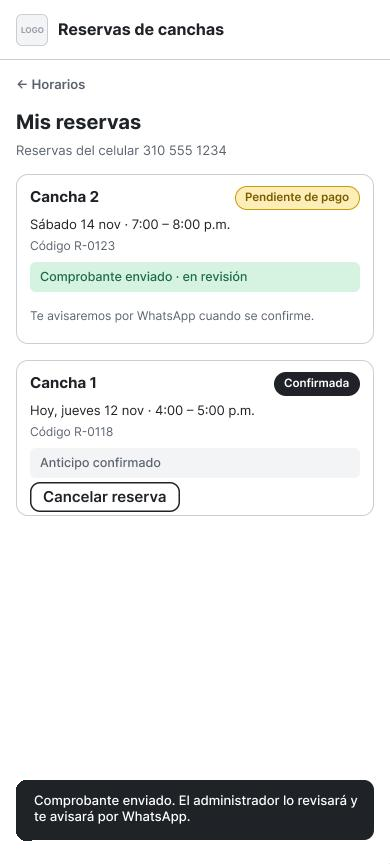 LOGO
Reservas de canchas
← Horarios
Mis reservas
Reservas del celular 310 555 1234
Cancha 2
Pendiente de pago
Sábado 14 nov · 7:00 – 8:00 p.m.
Código R-0123
Comprobante enviado · en revisión
Te avisaremos por WhatsApp cuando se confirme.
Cancha 1
Confirmada
Hoy, jueves 12 nov · 4:00 – 5:00 p.m.
Código R-0118
Anticipo confirmado
Cancelar reserva
Comprobante enviado. El administrador lo revisará y
te avisará por WhatsApp.